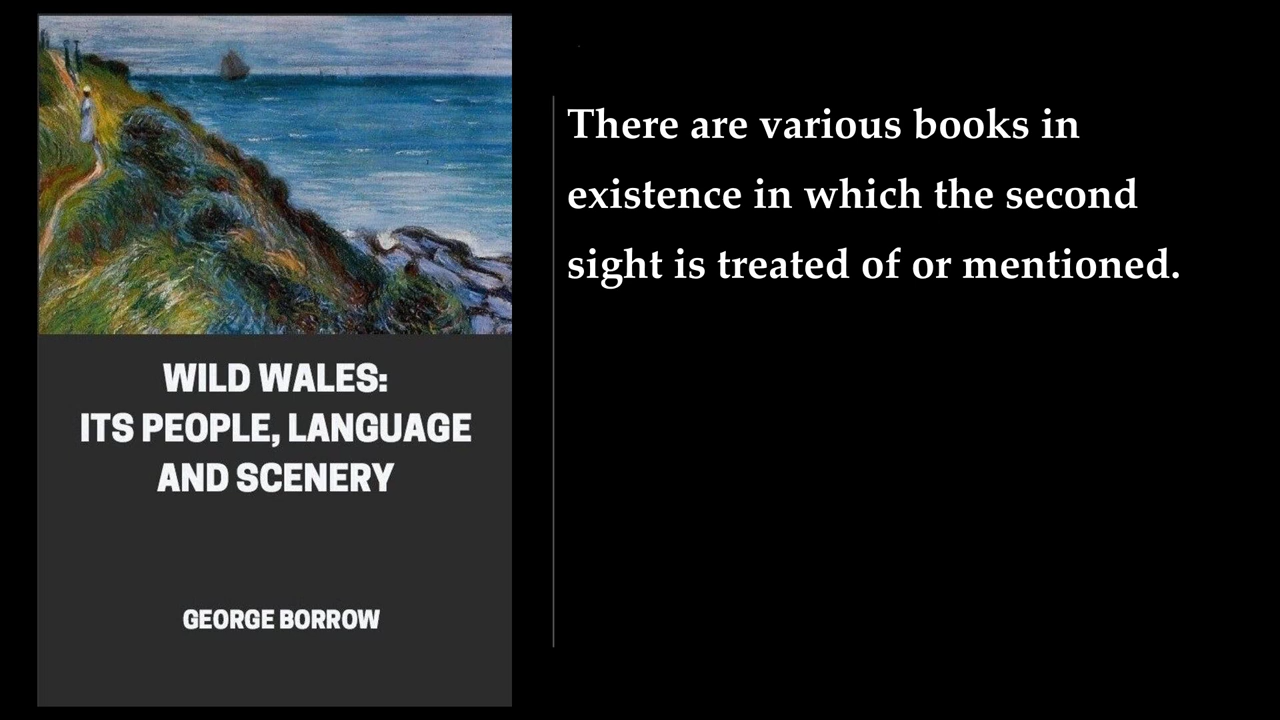 WILD WALES:
ITS PEOPLE, LANGUAGE
AND SCENERY
GEORGE BORROW
There are various books in
existence in which the second
sight is treated of or mentioned.